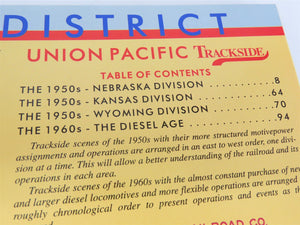 DISTRICT
UNION PACIFIC TRACKSIDE
TABLE OF CONTENTS
THE 1950s - NEBRASKA DIVISION 8
THE 1950s - KANSAS DIVISION 64
THE 1950s - WYOMING DIVISION 70
THE 1960s - THE DIESEL AGE 94
Trackside scenes of the 1950s with their more structured motivepower
assignments and operations are arranged in an east to west order, one divi-
sion at a time. This will allow a better understanding of the railroad and its
operations in each area.
Trackside scenes of the 1960s with the almost constant purchase of new
and larger diesel locomotives and more flexible operations are arranged
roughly chronological order to present operations and events as
RAILROAD CO.